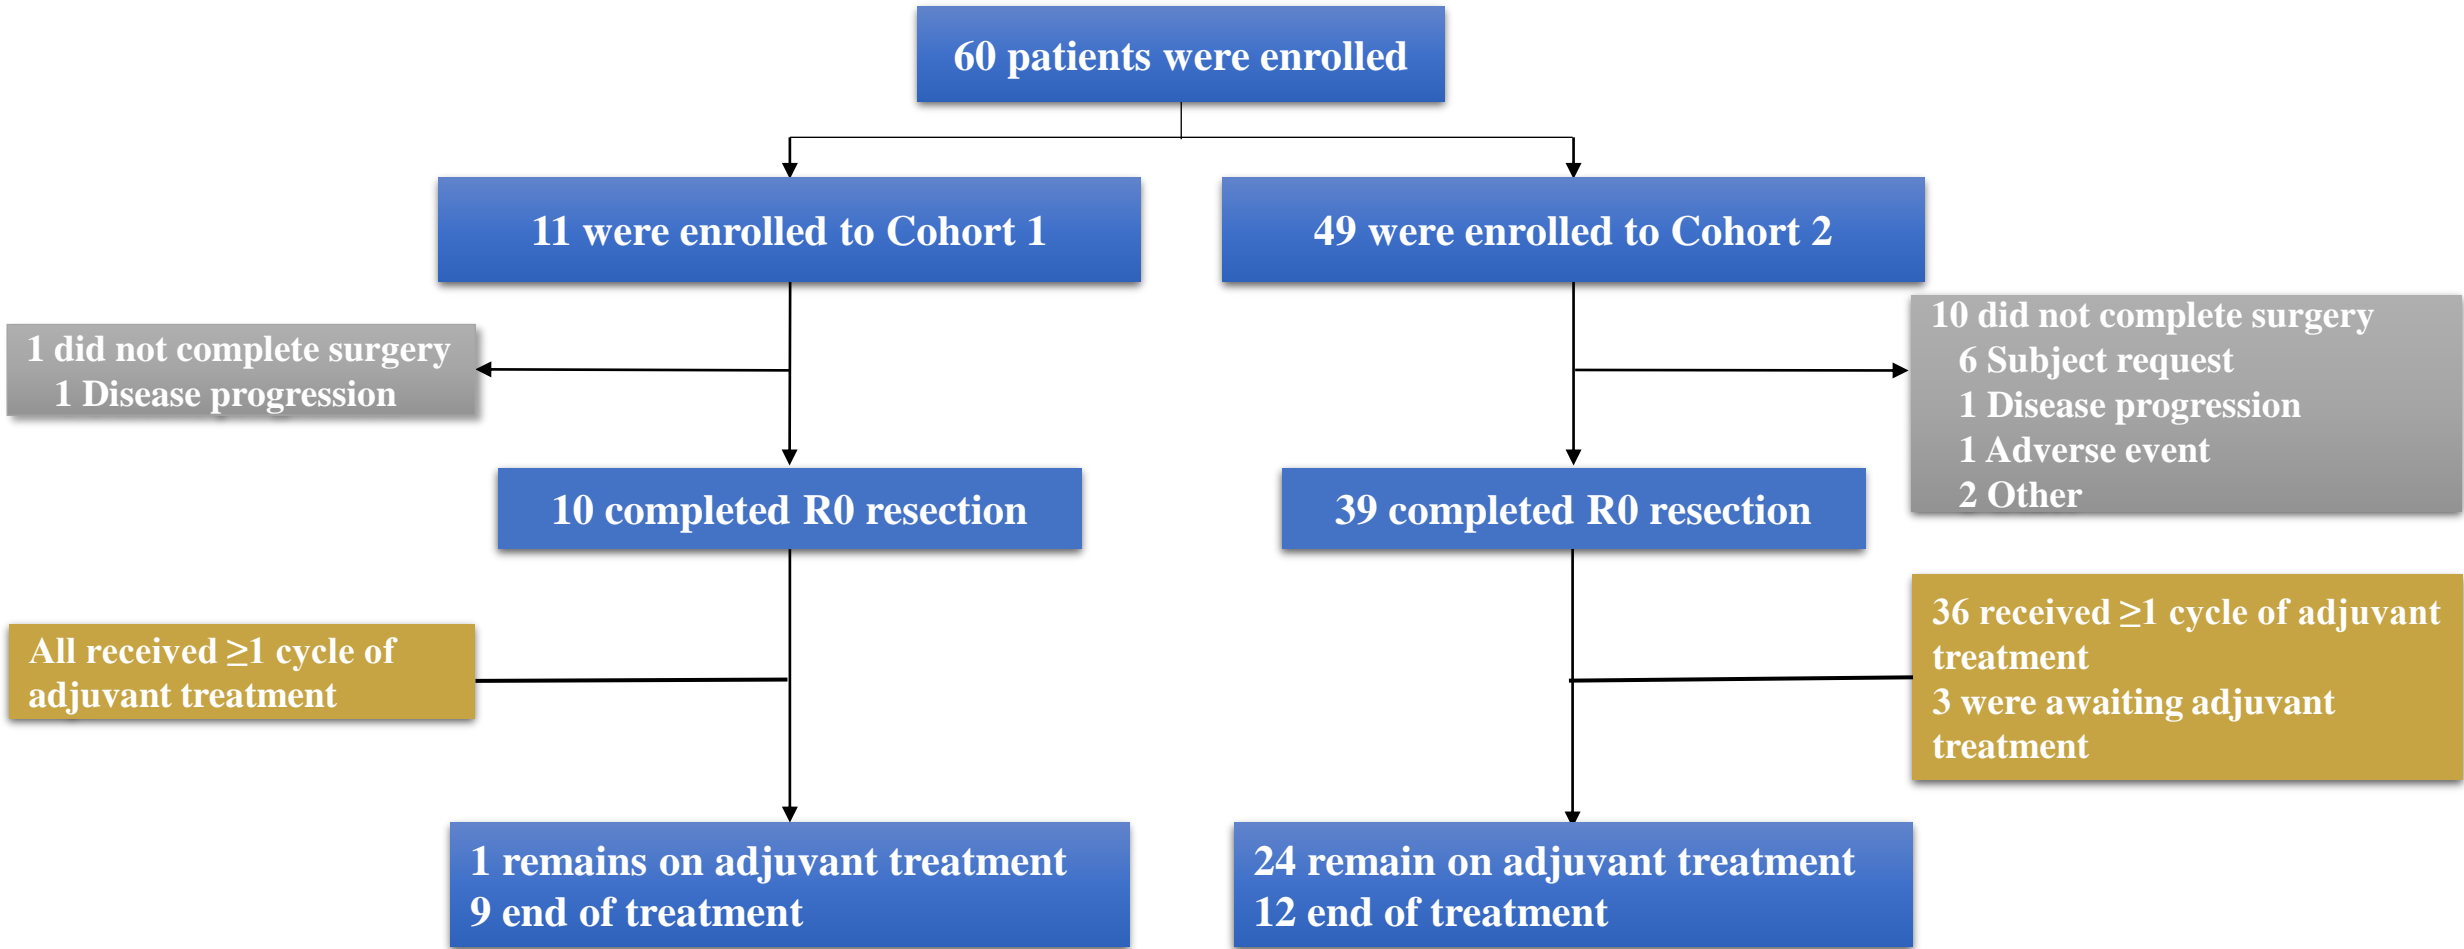 60 patients were enrolled
11 were enrolled to Cohort 1
49 were enrolled to Cohort 2
1 did not complete surgery
1 Disease progression
10 did not complete surgery
6 Subject request
1 Disease progression
1 Adverse event
2 Other
10 completed R0 resection
39 completed R0 resection
All received ≥1 cycle of
adjuvant treatment
36 received ≥1 cycle of adjuvant
treatment
3 were awaiting adjuvant
treatment
1 remains on adjuvant treatment
9 end of treatment
24 remain on adjuvant treatment
12 end of treatment